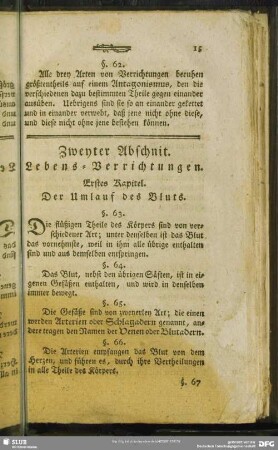 15
§. 62.
Alle drey Arten von Verrichtungen beruhen
größtentheils auf einem Antagonismus, den die
verschiedenen dazu bestimmten Theile gegen einander
ausüben. Uebrigens sind sie so an einander gekettet
und in einander verwebt, daß jene nicht ohne diese,
und diese nicht ohne jene bestehen können.
Zweyter Abschnit.
Lebens-Verrichtungen.
Erstes Kapitel.
Der Umlauf des Bluts.
§. 63.
Die flüßigen Theile des Körpers sind von ver-
schiedener Art; unter denselben ist das Blut
das vornehmste, weil in ihm alle übrige enthalten
sind und aus demselben entspringen.
§. 64.
Das Blut, nebst den übrigen Säften, ist in ei-
genen Gefäßen enthalten, und wird in denselben
immer bewegt.
§. 65.
Die Gefäße sind von zweyerley Art; die einen
werden Arterien oder Schlagadern genannt, an-
dere tragen den Namen der Venen oder Blutadern.
§. 66.
Die Arterien empfangen das Blut von dem
Herzen, und führen es, durch ihre Vertheilungen
in alle Theile des Körpers.
§. 67
SLUB
DFG